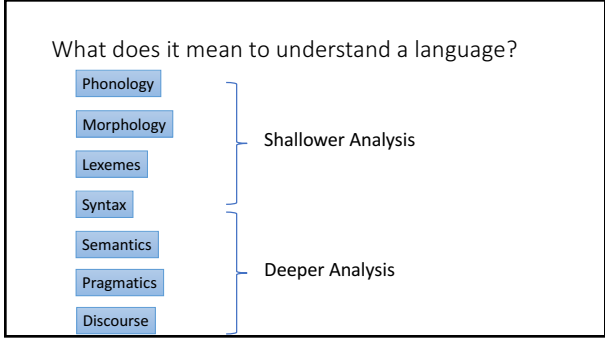 What does it mean to understand a language?
Phonology
Morphology
Lexemes
Syntax
Semantics
Pragmatics
Discourse
Shallower Analysis
Deeper Analysis